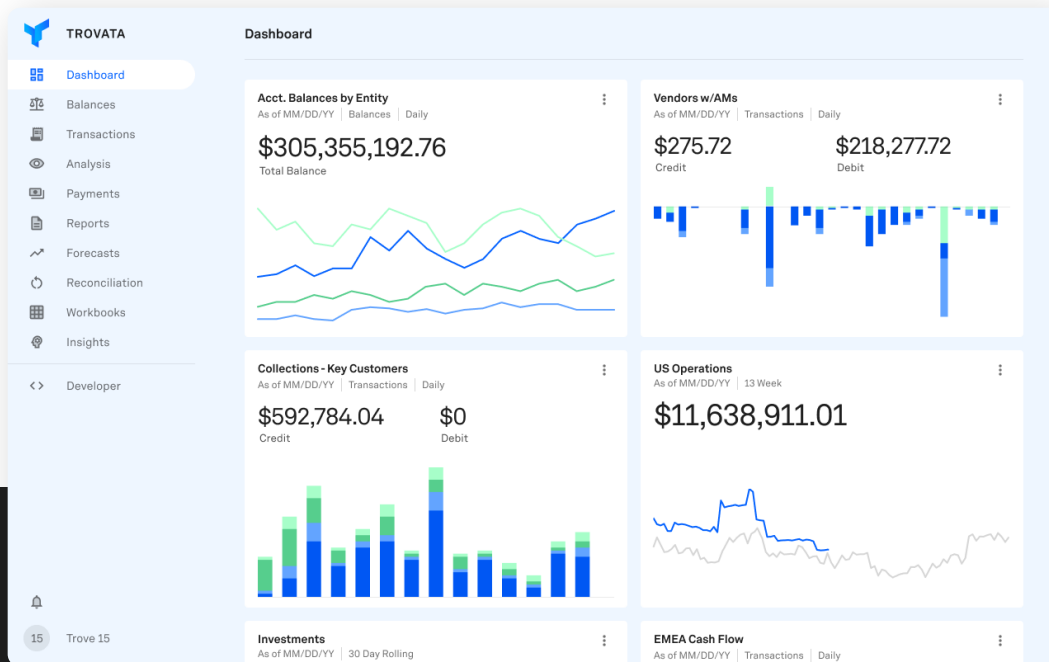 TROVATA
Dashboard
Dashboard
Balances
Transactions
Analysis
Payments
Reports
Forecasts
Reconciliation
Workbooks
Insights
Developer
15 Trove 15
Acct. Balances by Entity
As of MM/DD/YY Balances Daily
$305,355,192.76
Total Balance
Vendors w/AMs
As of MM/DD/YY Transactions Daily
$275.72 $218,277.72
Credit Debit
Collections - Key Customers
As of MM/DD/YY Transactions Daily
$592,784.04 $0
Credit Debit
US Operations
As of MM/DD/YY 13 Week
$11,638,911.01
Investments
As of MM/DD/YY 30 Day Rolling
EMEA Cash Flow
As of MM/DD/YY Transactions Daily